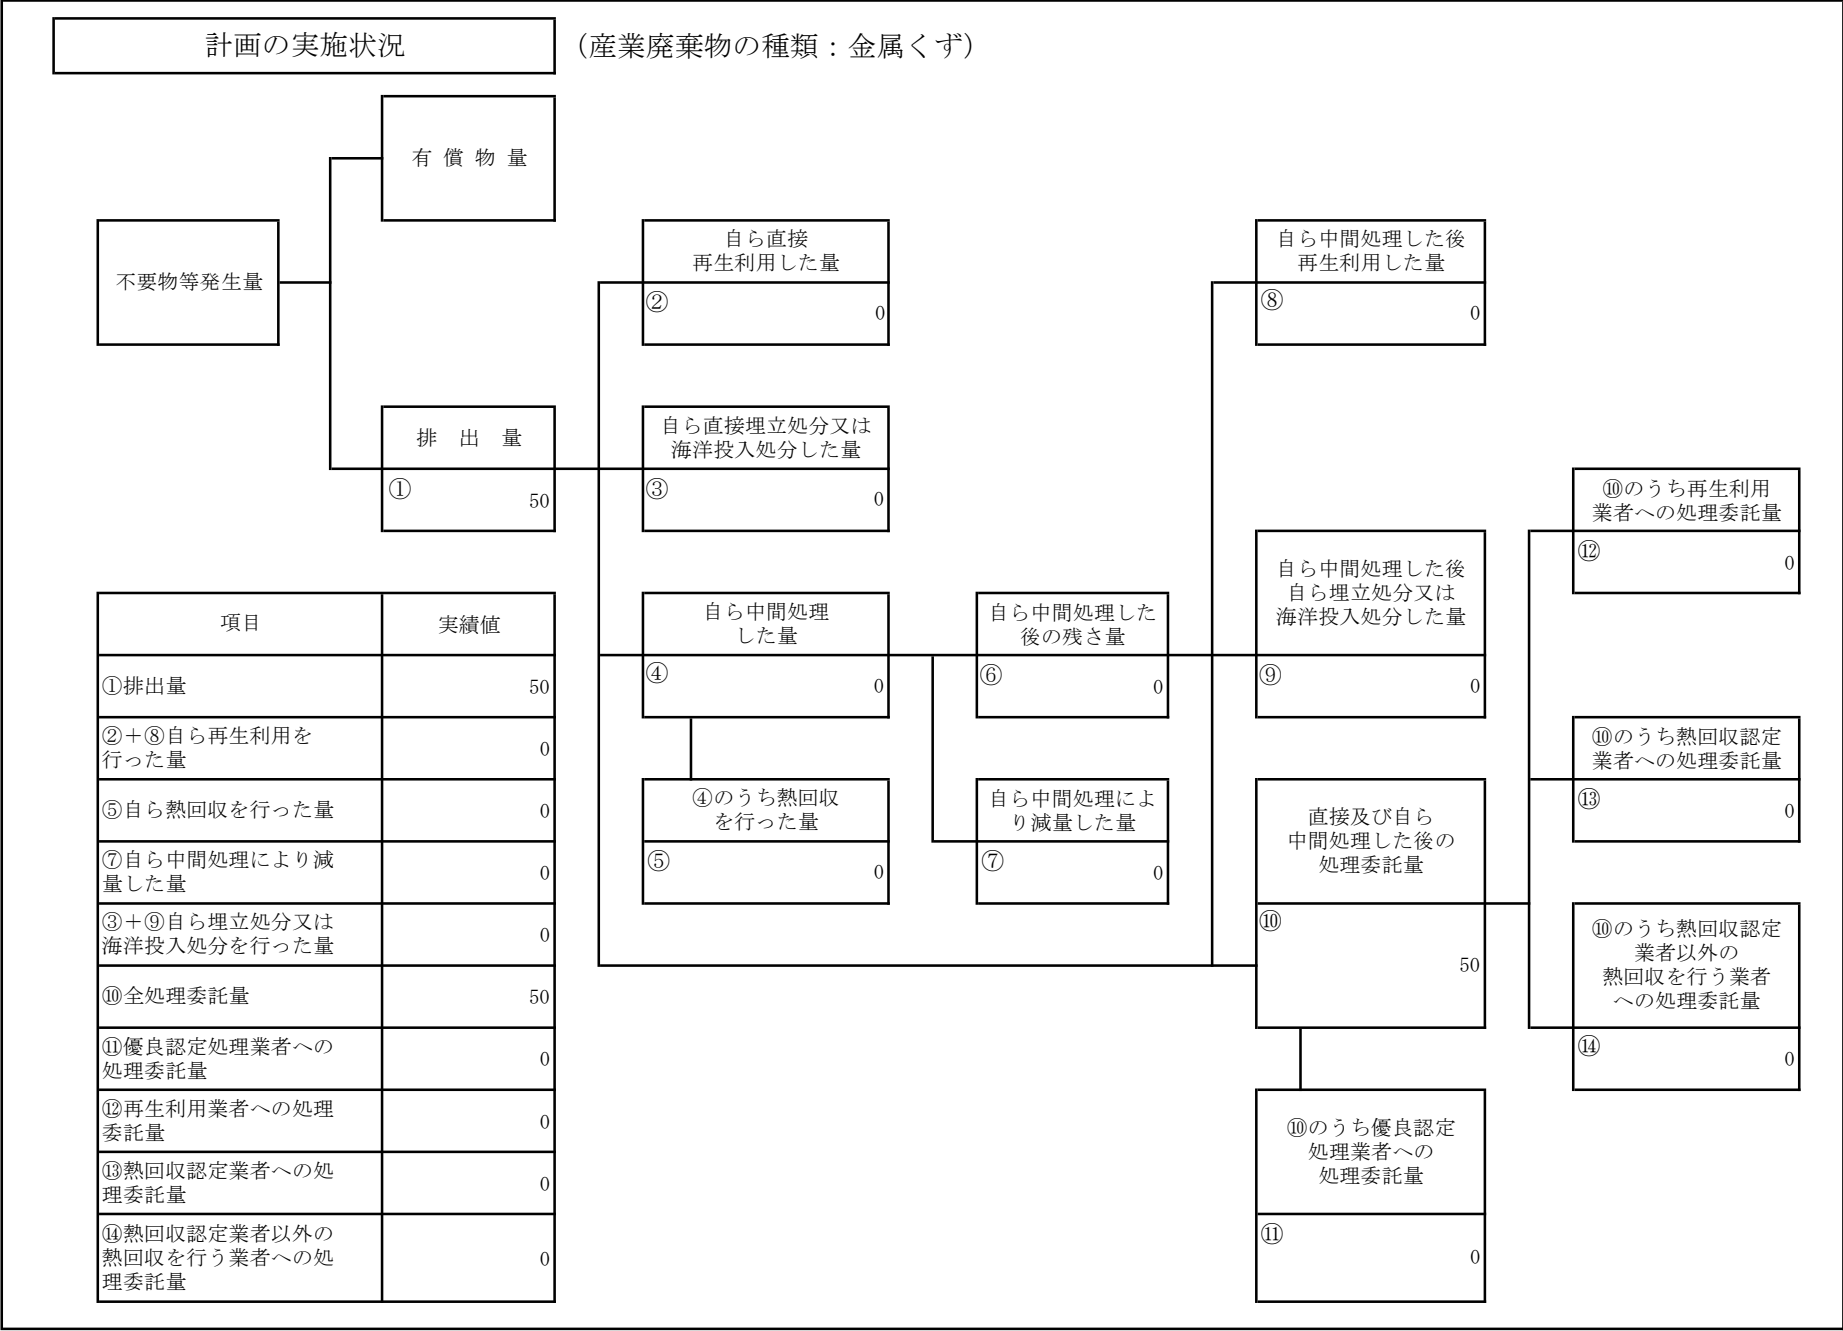 計画の実施状況
（産業廃棄物の種類：金属くず）
有 償 物 量
不要物等発生量
排 出 量
①
50
自ら直接
再生利用した量
②
0
自ら直接埋立処分又は
海洋投入処分した量
③
0
自ら中間処理
した量
④
0
④のうち熱回収
を行った量
⑤
0
自ら中間処理した
後の残さ量
⑥
0
自ら中間処理によ
り減量した量
⑦
0
自ら中間処理した後
再生利用した量
⑧
0
自ら中間処理した後
自ら埋立処分又は
海洋投入処分した量
⑨
0
直接及び自ら
中間処理した後の
処理委託量
⑩
50
⑩のうち優良認定
処理業者への
処理委託量
⑪
0
⑩のうち再生利用
業者への処理委託量
⑫
0
⑩のうち熱回収認定
業者への処理委託量
⑬
0
⑩のうち熱回収認定
業者以外の
熱回収を行う業者
への処理委託量
⑭
0
項目 実績値
①排出量 50
②＋⑧自ら再生利用を
行った量
0
⑤自ら熱回収を行った量 0
⑦自ら中間処理により減
量した量
0
③＋⑨自ら埋立処分又は
海洋投入処分を行った量
0
⑩全処理委託量 50
⑪優良認定処理業者への
処理委託量
0
⑫再生利用業者への処理
委託量
0
⑬熱回収認定業者への処
理委託量
0
⑭熱回収認定業者以外の
熱回収を行う業者への処
理委託量
0